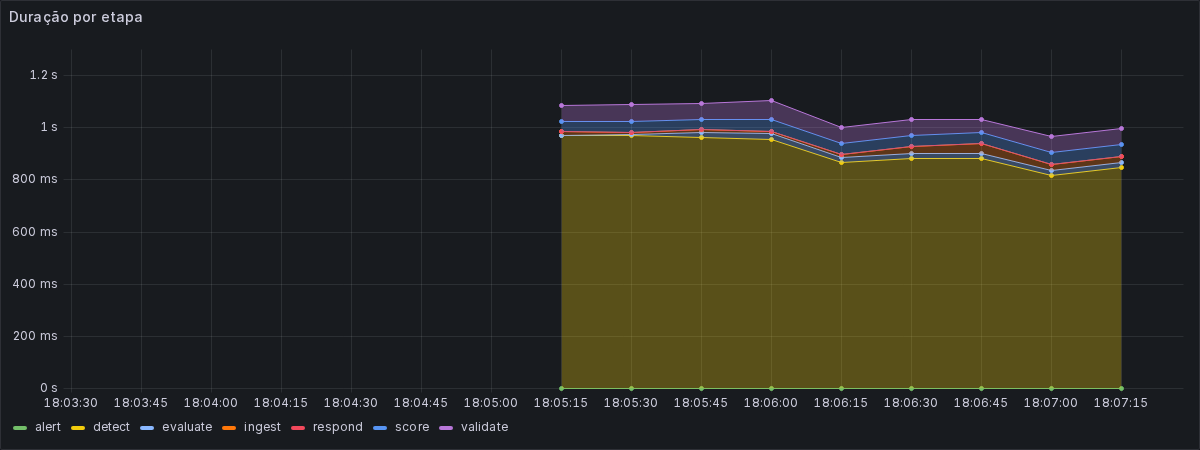 Duração por etapa
1.2 s
1 s
800 ms
600 ms
400 ms
200 ms
0 s
18:03:30 18:03:45 18:04:00 18:04:15 18:04:30 18:04:45 18:05:00 18:05:15 18:05:30 18:05:45 18:06:00 18:06:15 18:06:30 18:06:45 18:07:00 18:07:15
alert detect evaluate ingest respond score validate